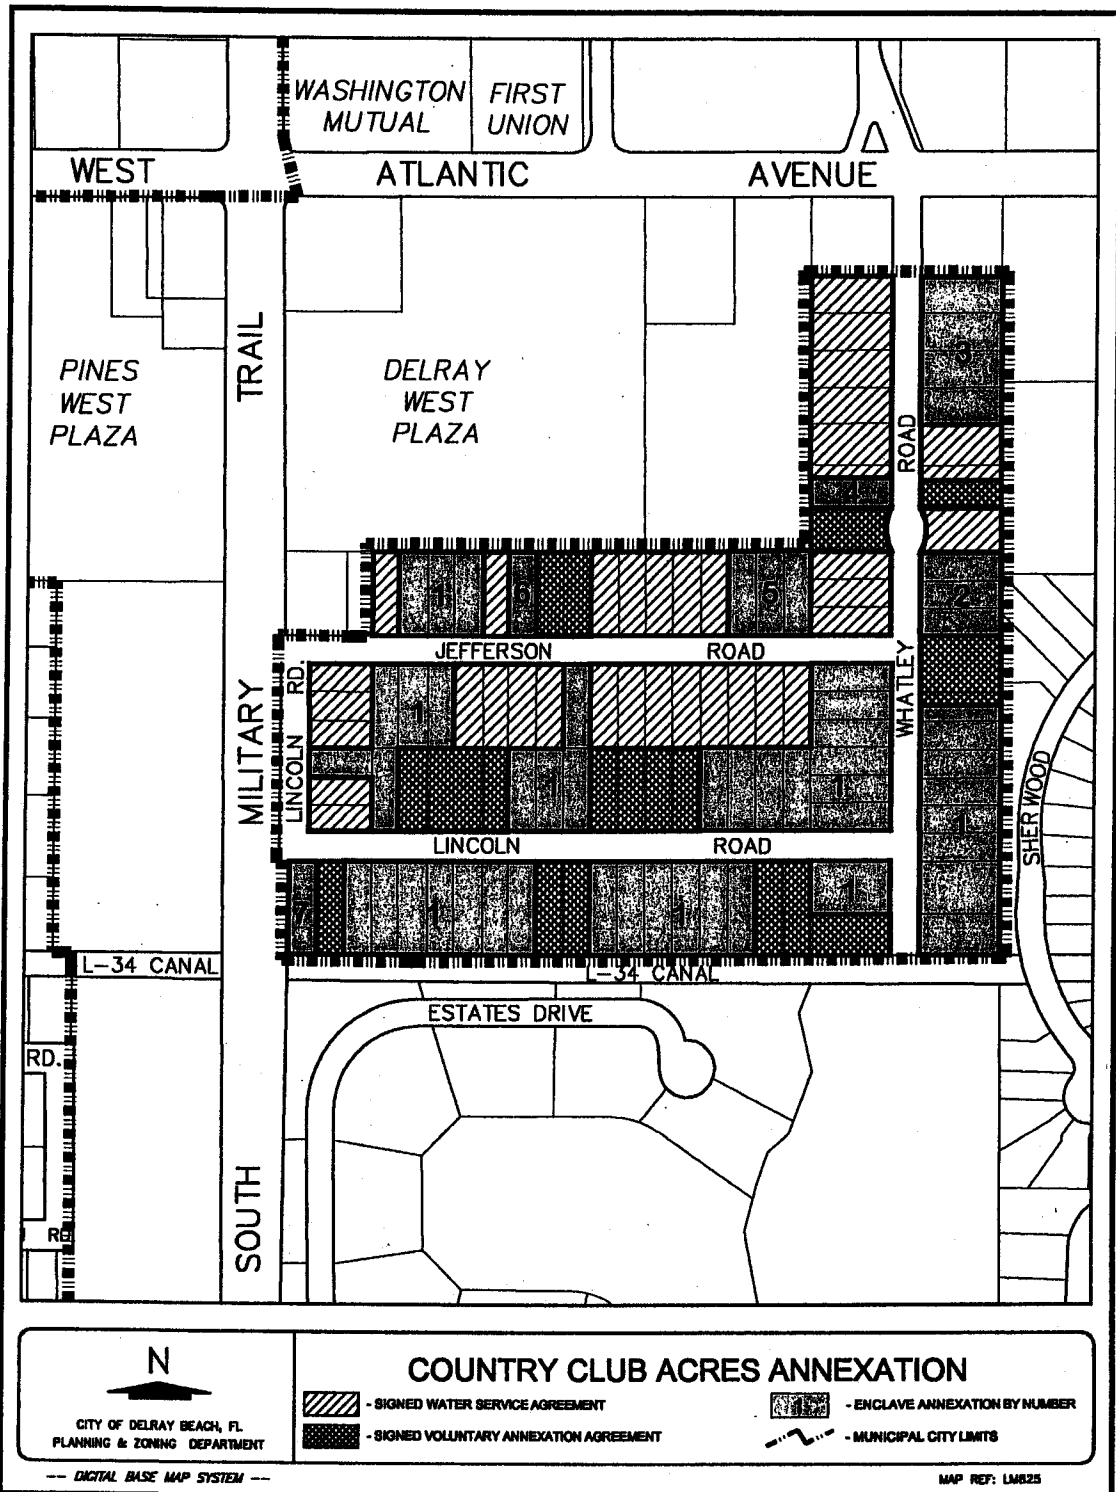 WASHINGTON
MUTUAL
FIRST
UNION
WEST ATLANTIC AVENUE
PINES
WEST
PLAZA
TRAIL
DELRAY
WEST
PLAZA
3
ROAD
4
1
6
5
2
JEFFERSON ROAD
LINCOLN RD.
MILITARY
WHATLEY
1
1
1
1
SHERWOOD
LINCOLN ROAD
7
1
1
1
L-34 CANAL
L-34 CANAL
ESTATES DRIVE
RD.
SOUTH
RD
N
CITY OF DELRAY BEACH, FL
PLANNING & ZONING DEPARTMENT
-- DIGITAL BASE MAP SYSTEM --
COUNTRY CLUB ACRES ANNEXATION
- SIGNED WATER SERVICE AGREEMENT
- SIGNED VOLUNTARY ANNEXATION AGREEMENT
1
- ENCLAVE ANNEXATION BY NUMBER
- MUNICIPAL CITY LIMITS
MAP REF: LM525